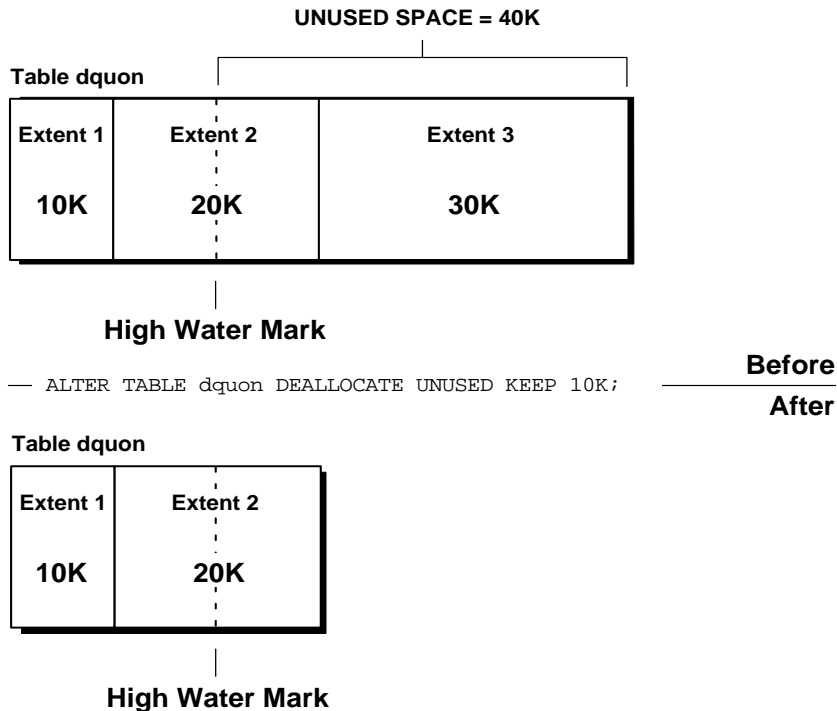 UNUSED SPACE = 40K
Table dquon
Extent 1 Extent 2 Extent 3
10K 20K 30K
High Water Mark
Before
ALTER TABLE dquon DEALLOCATE UNUSED KEEP 10K;
After
Table dquon
Extent 1 Extent 2
10K 20K
High Water Mark